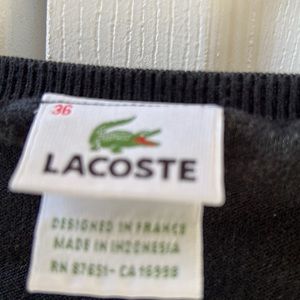 36
LACOSTE
DESIGNED IN FRANCE
MADE IN INDONESIA
RN 87651 - CA 16998